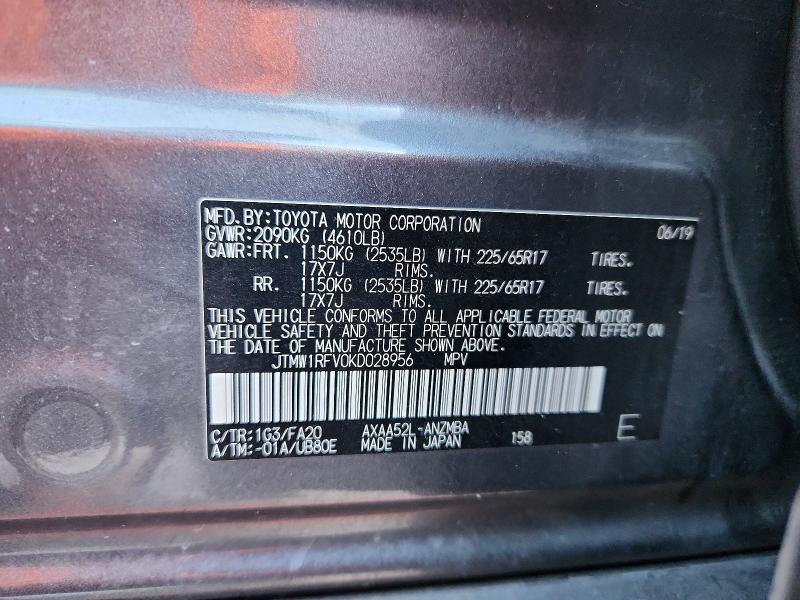 MFD. BY: TOYOTA MOTOR CORPORATION 06/19
GVWR: 2090KG (4610LB)
GAWR: FRT. 1150KG (2535LB) WITH 225/65R17 TIRES.
17X7J RIMS.
RR. 1150KG (2535LB) WITH 225/65R17 TIRES.
17X7J RIMS.
THIS VEHICLE CONFORMS TO ALL APPLICABLE FEDERAL MOTOR
VEHICLE SAFETY AND THEFT PREVENTION STANDARDS IN EFFECT ON
THE DATE OF MANUFACTURE SHOWN ABOVE.
JTMW1RFV0KD028956 MPV
C/TR: 1G3/FA20 AXAA52L-ANZMBA
A/TM: -01A/UB80E MADE IN JAPAN 158 E